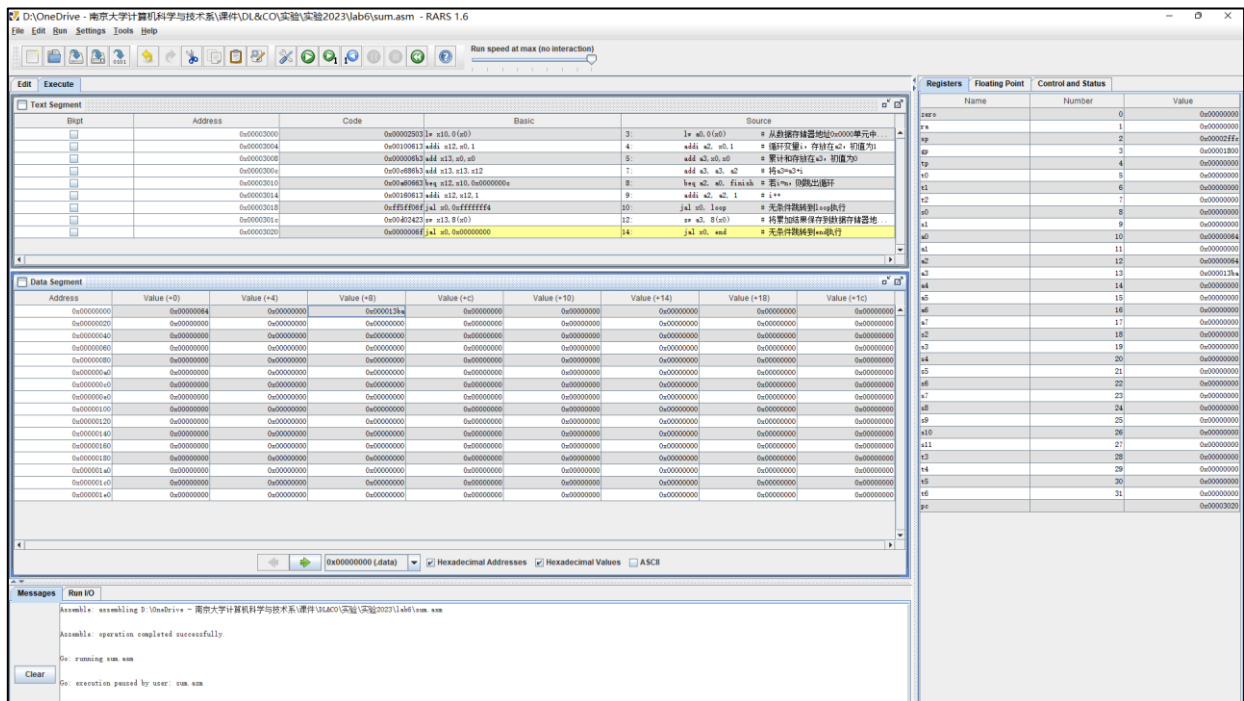 D:\OneDrive - 南京大学计算机科学与技术系\课件\DL&CO\实验\实验2023\lab6\sum.asm - RARS 1.6
File Edit Run Settings Tools Help
Run speed at max (no interaction)
Edit Execute
Text Segment
Bkpt Address Code Basic Source
0x00003000 0x00002503 lw x10,0(x0) 3: lw a0,0(x0) # 从数据存储器地址0x0000单元中...
0x00003004 0x00100613 addi x12,x0,1 4: addi a2, x0,1 # 循环变量i，存放在a2，初值为1
0x00003008 0x000006b3 add x13,x0,x0 5: add a3,x0,x0 # 累计和存放在a3，初值为0
0x0000300c 0x00c686b3 add x13,x13,x12 7: add a3, a3, a2 # 将a3=a3+i
0x00003010 0x00a60663 beq x12,x10,0x0000000c 8: beq a2, a0, finish # 若i=n，则跳出循环
0x00003014 0x00160613 addi x12,x12,1 9: addi a2, a2, 1 # i++
0x00003018 0xff5ff06f jal x0,0xfffffff4 10: jal x0, loop # 无条件跳转到loop执行
0x0000301c 0x00d02423 sw x13,8(x0) 12: sw a3, 8(x0) # 将累加结果保存到数据存储器地...
0x00003020 0x0000006f jal x0,0x00000000 14: jal x0, end # 无条件跳转到end执行
Data Segment
Address Value (+0) Value (+4) Value (+8) Value (+c) Value (+10) Value (+14) Value (+18) Value (+1c)
0x00000000 0x00000064 0x00000000 0x000013ba 0x00000000 0x00000000 0x00000000 0x00000000 0x00000000
0x00000020 0x00000000 0x00000000 0x00000000 0x00000000 0x00000000 0x00000000 0x00000000 0x00000000
0x00000040 0x00000000 0x00000000 0x00000000 0x00000000 0x00000000 0x00000000 0x00000000 0x00000000
0x00000060 0x00000000 0x00000000 0x00000000 0x00000000 0x00000000 0x00000000 0x00000000 0x00000000
0x00000080 0x00000000 0x00000000 0x00000000 0x00000000 0x00000000 0x00000000 0x00000000 0x00000000
0x000000a0 0x00000000 0x00000000 0x00000000 0x00000000 0x00000000 0x00000000 0x00000000 0x00000000
0x000000c0 0x00000000 0x00000000 0x00000000 0x00000000 0x00000000 0x00000000 0x00000000 0x00000000
0x000000e0 0x00000000 0x00000000 0x00000000 0x00000000 0x00000000 0x00000000 0x00000000 0x00000000
0x00000100 0x00000000 0x00000000 0x00000000 0x00000000 0x00000000 0x00000000 0x00000000 0x00000000
0x00000120 0x00000000 0x00000000 0x00000000 0x00000000 0x00000000 0x00000000 0x00000000 0x00000000
0x00000140 0x00000000 0x00000000 0x00000000 0x00000000 0x00000000 0x00000000 0x00000000 0x00000000
0x00000160 0x00000000 0x00000000 0x00000000 0x00000000 0x00000000 0x00000000 0x00000000 0x00000000
0x00000180 0x00000000 0x00000000 0x00000000 0x00000000 0x00000000 0x00000000 0x00000000 0x00000000
0x000001a0 0x00000000 0x00000000 0x00000000 0x00000000 0x00000000 0x00000000 0x00000000 0x00000000
0x000001c0 0x00000000 0x00000000 0x00000000 0x00000000 0x00000000 0x00000000 0x00000000 0x00000000
0x000001e0 0x00000000 0x00000000 0x00000000 0x00000000 0x00000000 0x00000000 0x00000000 0x00000000
0x00000000 (.data) Hexadecimal Addresses Hexadecimal Values ASCII
Messages Run I/O
Assemble: assembling D:\OneDrive - 南京大学计算机科学与技术系\课件\DL&CO\实验\实验2023\lab6\sum.asm
Assemble: operation completed successfully.
Go: running sum.asm
Clear
Go: execution paused by user: sum.asm
Registers Floating Point Control and Status
Name Number Value
zero 0 0x00000000
ra 1 0x00000000
sp 2 0x00002ffc
gp 3 0x00001800
tp 4 0x00000000
t0 5 0x00000000
t1 6 0x00000000
t2 7 0x00000000
s0 8 0x00000000
s1 9 0x00000000
a0 10 0x00000064
a1 11 0x00000000
a2 12 0x00000064
a3 13 0x000013ba
a4 14 0x00000000
a5 15 0x00000000
a6 16 0x00000000
a7 17 0x00000000
s2 18 0x00000000
s3 19 0x00000000
s4 20 0x00000000
s5 21 0x00000000
s6 22 0x00000000
s7 23 0x00000000
s8 24 0x00000000
s9 25 0x00000000
s10 26 0x00000000
s11 27 0x00000000
t3 28 0x00000000
t4 29 0x00000000
t5 30 0x00000000
t6 31 0x00000000
pc 0x00003020